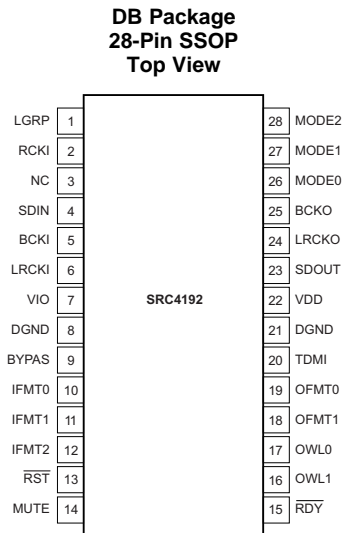 DB Package
28-Pin SSOP
Top View
LGRP 1 28 MODE2
RCKI 2 27 MODE1
NC 3 26 MODE0
SDIN 4 25 BCKO
BCKI 5 24 LRCKO
LRCKI 6 23 SDOUT
VIO 7 SRC4192 22 VDD
DGND 8 21 DGND
BYPAS 9 20 TDMI
IFMT0 10 19 OFMT0
IFMT1 11 18 OFMT1
IFMT2 12 17 OWL0
RST 13 16 OWL1
MUTE 14 15 RDY